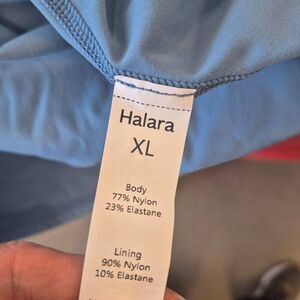 Halara
XL
Body
77% Nylon
23% Elastane
Lining
90% Nylon
10% Elastane